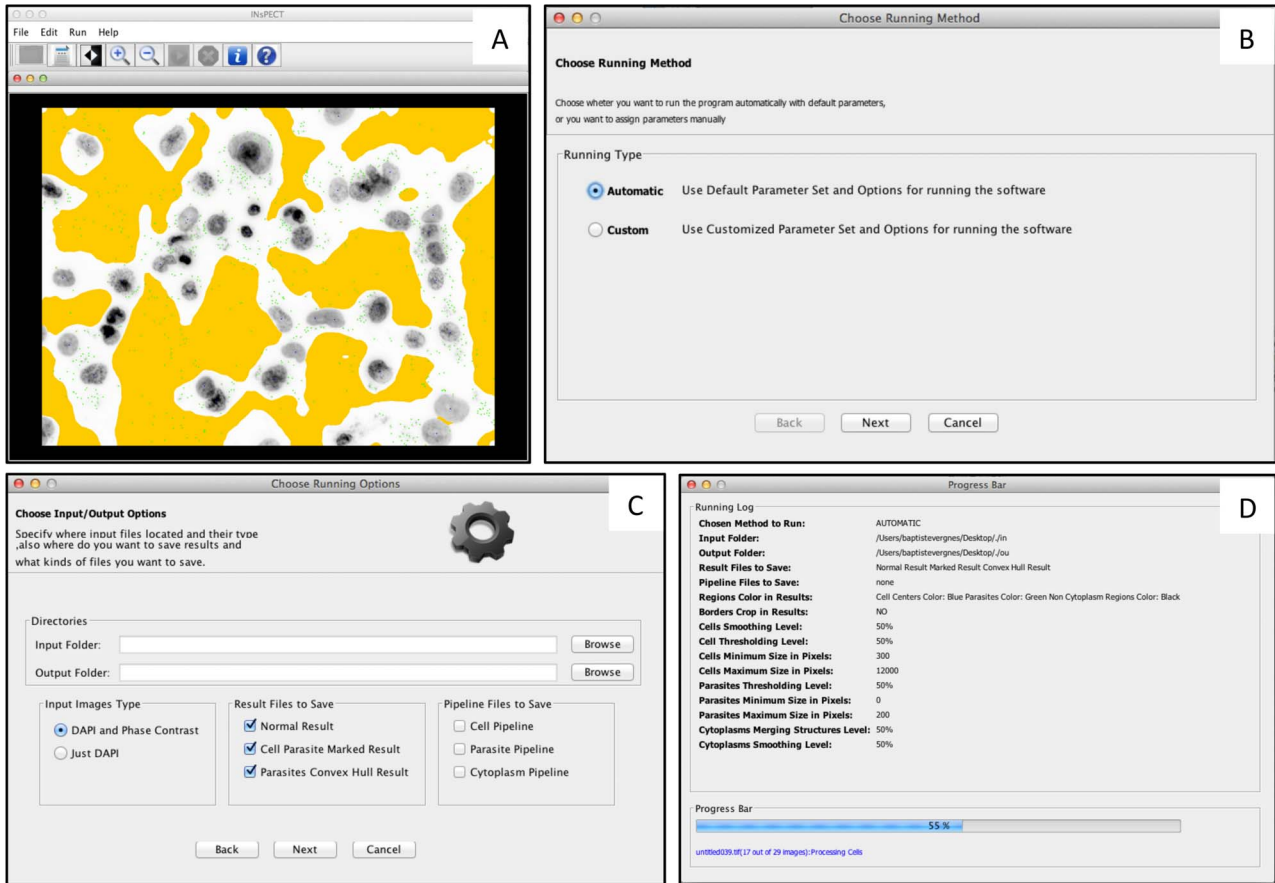 INsPECT
File Edit Run Help
A
Choose Running Method
B
Choose Running Method
Choose wheter you want to run the program automatically with default parameters,
or you want to assign parameters manually
Running Type
Automatic Use Default Parameter Set and Options for running the software
Custom Use Customized Parameter Set and Options for running the software
Back Next Cancel
Choose Running Options
C
Choose Input/Output Options
Specify where input files located and their type
,also where do you want to save results and
what kinds of files you want to save.
Directories
Input Folder: Browse
Output Folder: Browse
Input Images Type
DAPI and Phase Contrast
Just DAPI
Result Files to Save
Normal Result
Cell Parasite Marked Result
Parasites Convex Hull Result
Pipeline Files to Save
Cell Pipeline
Parasite Pipeline
Cytoplasm Pipeline
Back Next Cancel
Progress Bar
D
Running Log
Chosen Method to Run: AUTOMATIC
Input Folder: /Users/baptistevergnes/Desktop/./in
Output Folder: /Users/baptistevergnes/Desktop/./ou
Result Files to Save: Normal Result Marked Result Convex Hull Result
Pipeline Files to Save: none
Regions Color in Results: Cell Centers Color: Blue Parasites Color: Green Non Cytoplasm Regions Color: Black
Borders Crop in Results: NO
Cells Smoothing Level: 50%
Cell Thresholding Level: 50%
Cells Minimum Size in Pixels: 300
Cells Maximum Size in Pixels: 12000
Parasites Thresholding Level: 50%
Parasites Minimum Size in Pixels: 0
Parasites Maximum Size in Pixels: 200
Cytoplasms Merging Structures Level: 50%
Cytoplasms Smoothing Level: 50%
Progress Bar
55 %
untitled039.tif(17 out of 29 images):Processing Cells